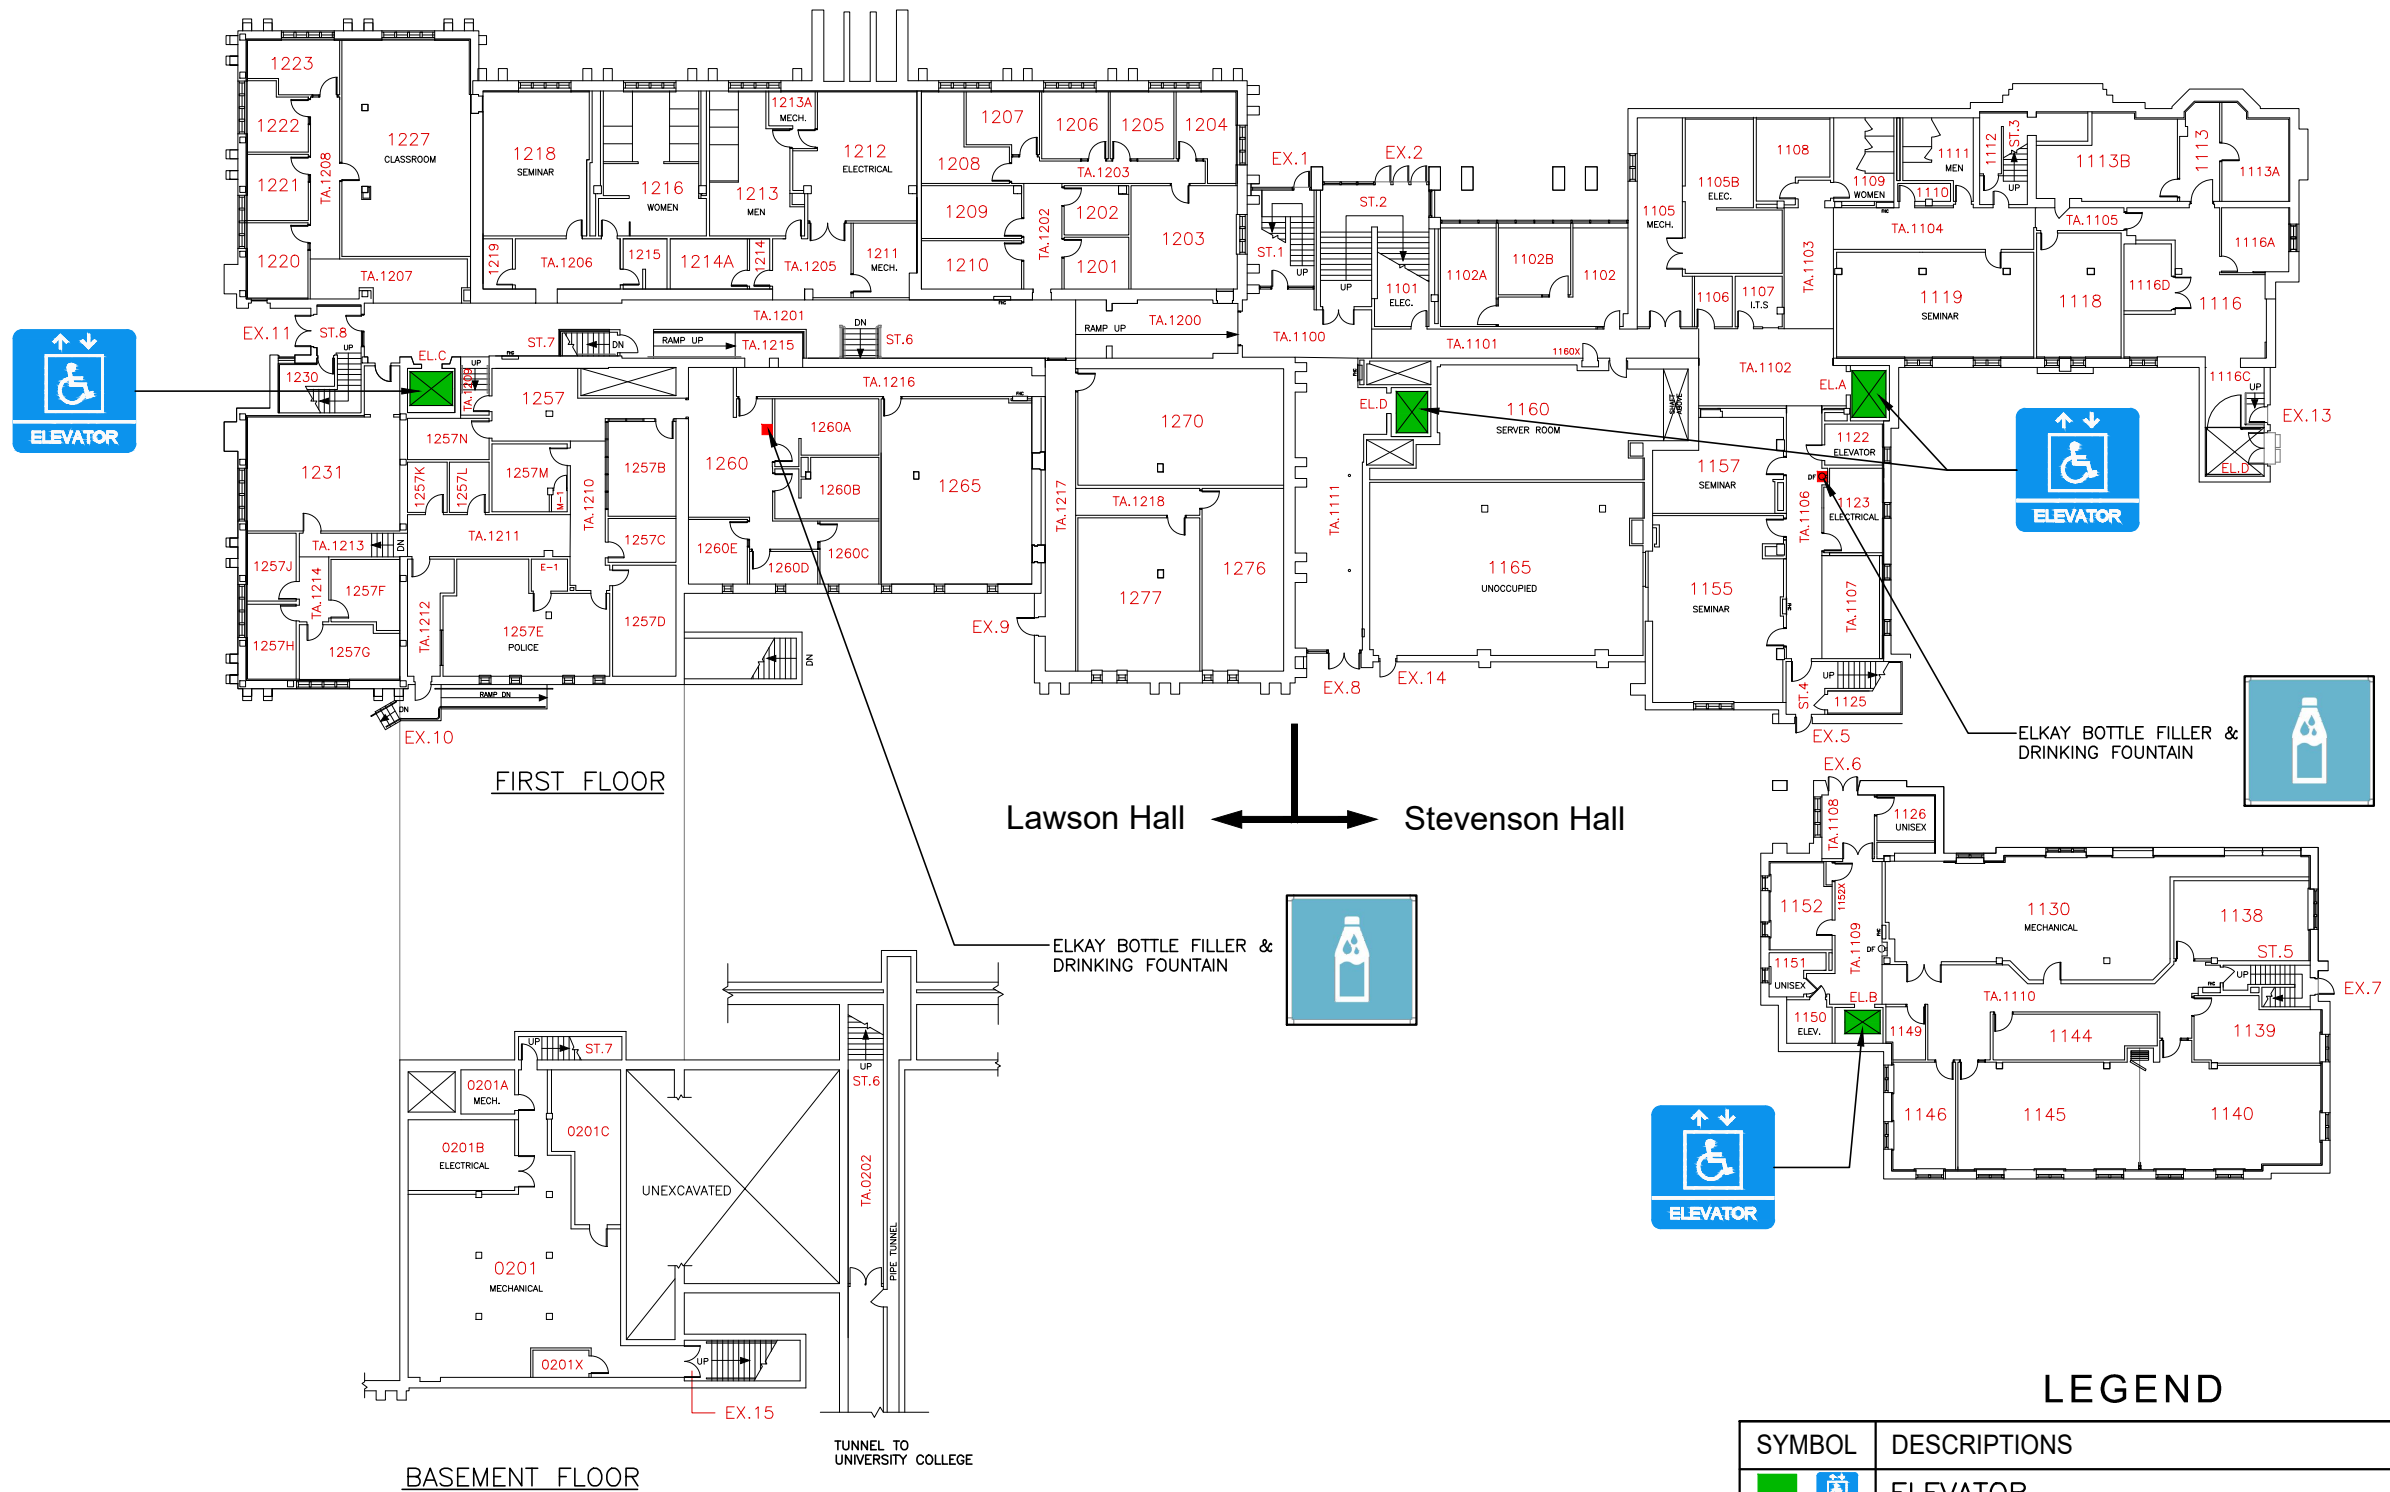 1223
1222
1221
1220
TA.1208
1227
CLASSROOM
TA.1207
1218
SEMINAR
1219
TA.1206
1216
WOMEN
1215
1214A
1214
1213A
MECH.
1213
MEN
1212
ELECTRICAL
TA.1205
1211
MECH.
1207
1206
1205
1204
1208
TA.1203
1209
1210
TA.1202
1202
1201
1203
EX.1
EX.2
ST.1
UP
ST.2
UP
1101
ELEC.
1102A
1102B
1102
1105
MECH.
1105B
ELEC.
1108
1106
1107
I.T.S
TA.1103
1109
WOMEN
1110
1111
MEN
1112
ST.3
UP
1113B
1113
1113A
TA.1104
TA.1105
1116A
1119
SEMINAR
1118
1116D
1116
1116C
UP
EX.13
EL.D
EX.11
ST.8
UP
1230
EL.C
UP
TA.1209
ST.7
DN
TA.1201
RAMP UP
TA.1215
DN
ST.6
RAMP UP
TA.1200
TA.1100
TA.1101
1160X
TA.1102
EL.A
ELEVATOR
ELEVATOR
1231
1257
1257N
1257K
1257L
1257M
M-1
1257B
TA.1210
1257C
TA.1211
TA.1213
DN
1257J
TA.1214
1257F
1257H
1257G
TA.1212
E-1
1257E
POLICE
1257D
DN
RAMP DN
DN
EX.10
TA.1216
1260
1260A
1260B
1260C
1260D
1260E
1265
TA.1217
1270
TA.1218
1277
1276
EX.9
TA.1111
EL.D
1160
SERVER ROOM
SHAFT
ABOVE
1165
UNOCCUPIED
EX.8
EX.14
1157
SEMINAR
1155
SEMINAR
TA.1106
1122
ELEVATOR
DF
1123
ELECTRICAL
TA.1107
ST.4
UP
1125
EX.5
ELKAY BOTTLE FILLER &
DRINKING FOUNTAIN
FIRST FLOOR
Lawson Hall
Stevenson Hall
ELKAY BOTTLE FILLER &
DRINKING FOUNTAIN
EX.6
TA.1108
1126
UNISEX
1152
1152X
TA.1109
DF
1151
UNISEX
1150
ELEV.
EL.B
1149
1130
MECHANICAL
1138
ST.5
UP
EX.7
TA.1110
1144
1139
1146
1145
1140
ELEVATOR
UP
ST.7
0201A
MECH.
0201B
ELECTRICAL
0201C
0201
MECHANICAL
0201X
UNEXCAVATED
UP
ST.6
TA.0202
PIPE TUNNEL
UP
EX.15
TUNNEL TO
UNIVERSITY COLLEGE
BASEMENT FLOOR
LEGEND
SYMBOL
DESCRIPTIONS
ELEVATOR